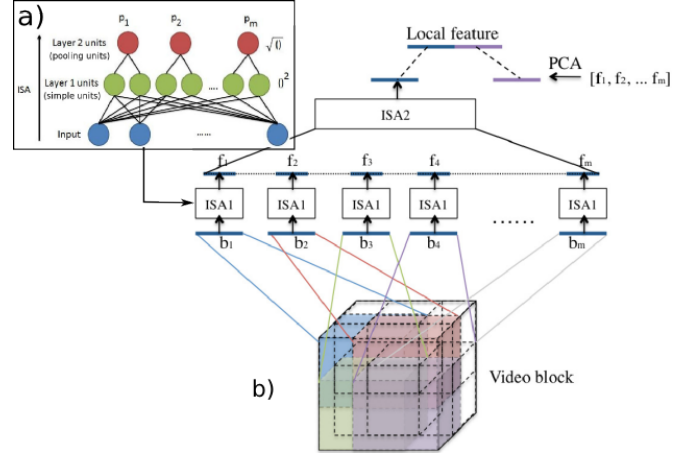 a)
p1 p2 pm
Layer 2 units
(pooling units)
√()
Layer 1 units
(simple units)
....
()²
ISA
Input
......
Local feature
PCA
[f1, f2, ... fm]
ISA2
f1 f2 f3 f4 fm
ISA1 ISA1 ISA1 ISA1 ...... ISA1
b1 b2 b3 b4 bm
b)
Video block